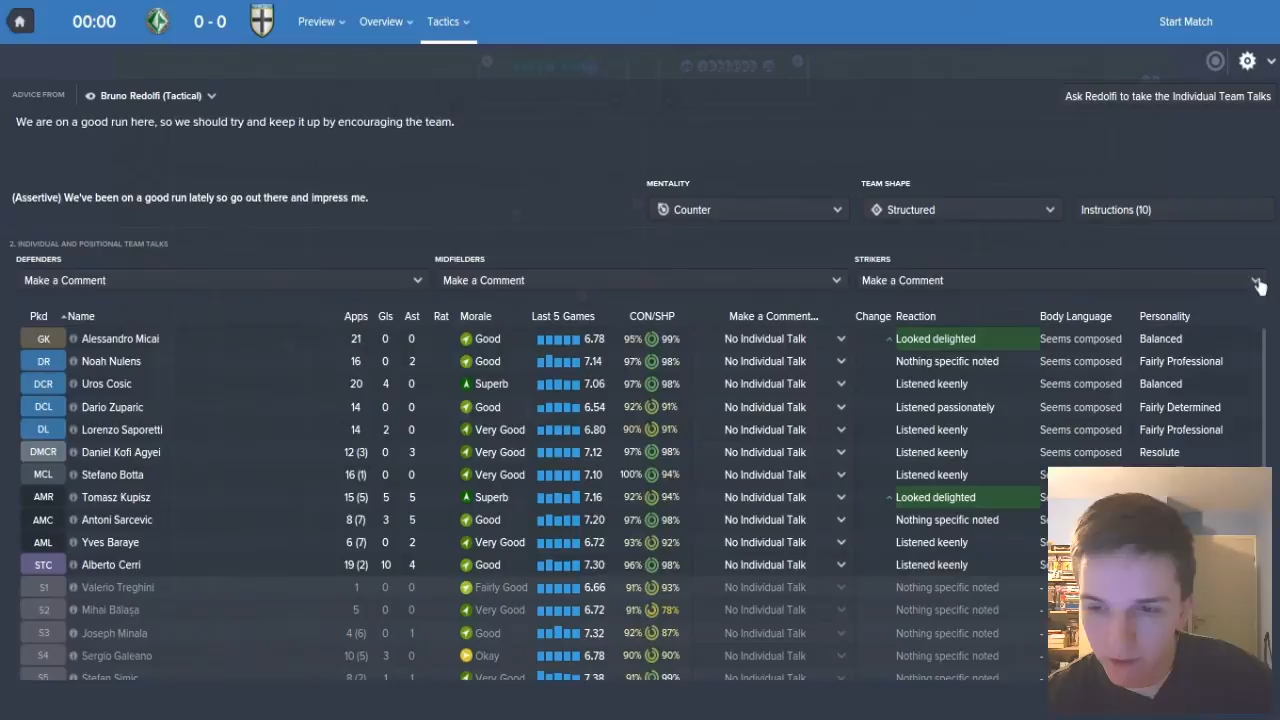 00:00 0 - 0 Preview Overview Tactics Start Match
ADVICE FROM Bruno Redolfi (Tactical) Ask Redolfi to take the Individual Team Talks
We are on a good run here, so we should try and keep it up by encouraging the team.
MENTALITY TEAM SHAPE
(Assertive) We've been on a good run lately so go out there and impress me. Counter Structured Instructions (10)
2. INDIVIDUAL AND POSITIONAL TEAM TALKS
DEFENDERS MIDFIELDERS STRIKERS
Make a Comment Make a Comment Make a Comment
Pkd Name Apps Gls Ast Rat Morale Last 5 Games CON/SHP Make a Comment... Change Reaction Body Language Personality
GK Alessandro Micai 21 0 0 Good 6.78 95% 99% No Individual Talk Looked delighted Seems composed Balanced
DR Noah Nulens 16 0 2 Good 7.14 97% 98% No Individual Talk Nothing specific noted Seems composed Fairly Professional
DCR Uros Cosic 20 4 0 Superb 7.06 97% 98% No Individual Talk Listened keenly Seems composed Balanced
DCL Dario Zuparic 14 0 0 Good 6.54 92% 91% No Individual Talk Listened passionately Seems composed Fairly Determined
DL Lorenzo Saporetti 14 2 0 Very Good 6.80 90% 91% No Individual Talk Listened keenly Seems composed Fairly Professional
DMCR Daniel Kofi Agyei 12 (3) 0 3 Very Good 7.12 97% 98% No Individual Talk Listened keenly Seems composed Resolute
MCL Stefano Botta 16 (1) 0 0 Very Good 7.10 100% 94% No Individual Talk Listened keenly
AMR Tomasz Kupisz 15 (5) 5 5 Superb 7.16 92% 94% No Individual Talk Looked delighted
AMC Antoni Sarcevic 8 (7) 3 5 Good 7.20 97% 98% No Individual Talk Nothing specific noted
AML Yves Baraye 6 (7) 0 2 Very Good 6.72 93% 92% No Individual Talk Listened keenly
STC Alberto Cerri 19 (2) 10 4 Good 7.30 96% 98% No Individual Talk Listened keenly
S1 Valerio Treghini 1 0 0 Fairly Good 6.66 91% 93% No Individual Talk Nothing specific noted -
S2 Mihai Bălașa 5 0 0 Very Good 6.72 91% 78% No Individual Talk Nothing specific noted -
S3 Joseph Minala 4 (6) 0 1 Good 7.32 92% 87% No Individual Talk Nothing specific noted -
S4 Sergio Galeano 10 (5) 3 0 Okay 6.78 90% 90% No Individual Talk Nothing specific noted -
S5 Stefan Simic 8 (2) 1 1 Very Good 7.38 91% 99% No Individual Talk Nothing specific noted -